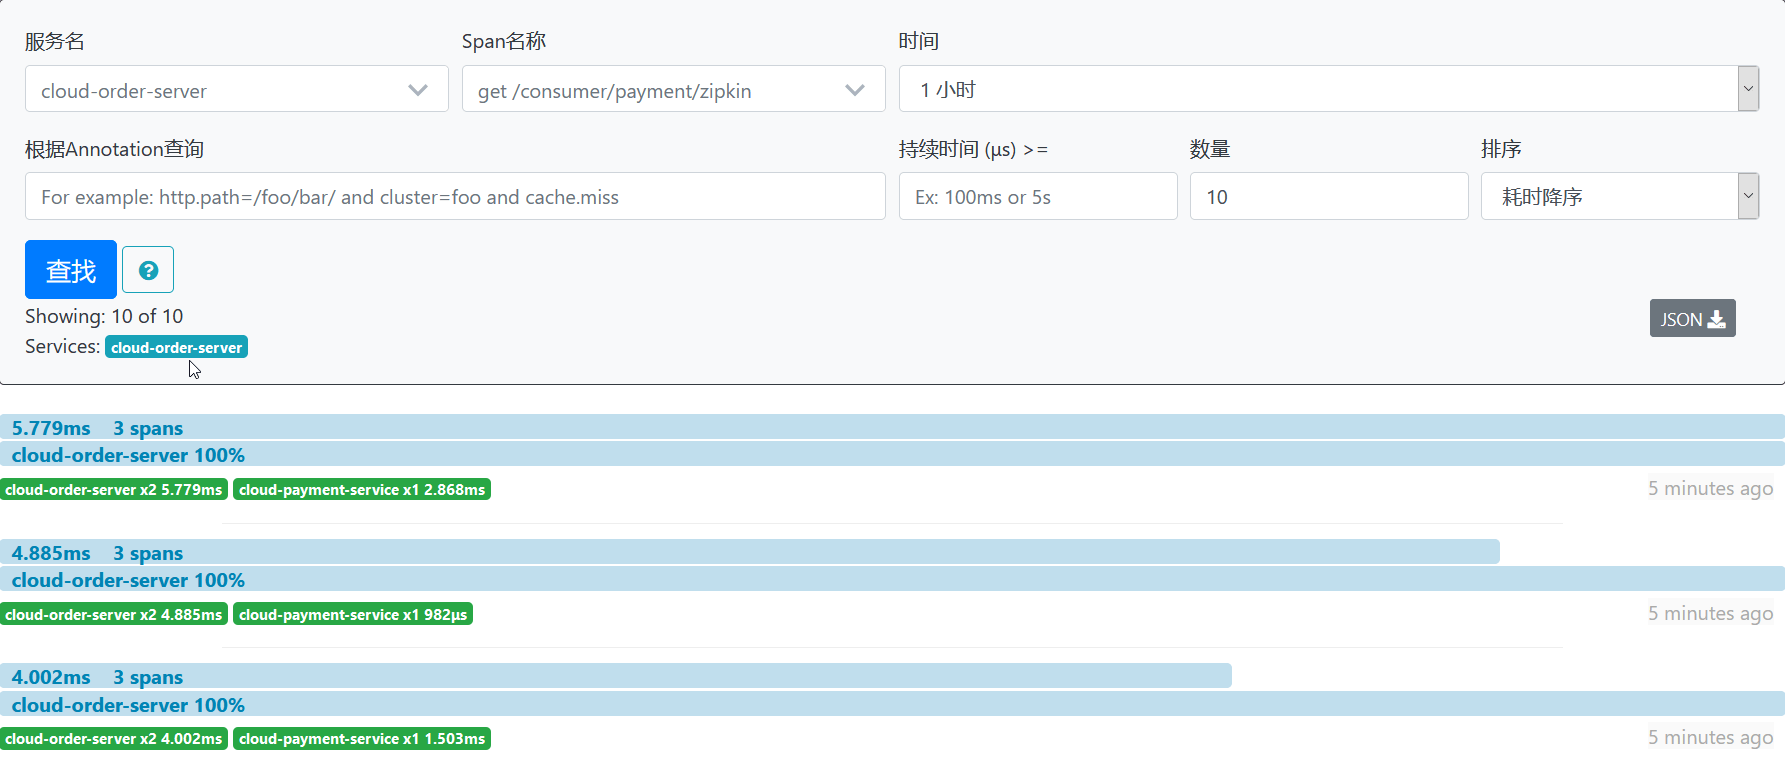 服务名
Span名称
时间
cloud-order-server
get /consumer/payment/zipkin
1 小时
根据Annotation查询
持续时间 (μs) >=
数量
排序
For example: http.path=/foo/bar/ and cluster=foo and cache.miss
Ex: 100ms or 5s
10
耗时降序
查找
?
Showing: 10 of 10
JSON
Services: cloud-order-server
5.779ms 3 spans
cloud-order-server 100%
cloud-order-server x2 5.779ms cloud-payment-service x1 2.868ms 5 minutes ago
4.885ms 3 spans
cloud-order-server 100%
cloud-order-server x2 4.885ms cloud-payment-service x1 982μs 5 minutes ago
4.002ms 3 spans
cloud-order-server 100%
cloud-order-server x2 4.002ms cloud-payment-service x1 1.503ms 5 minutes ago